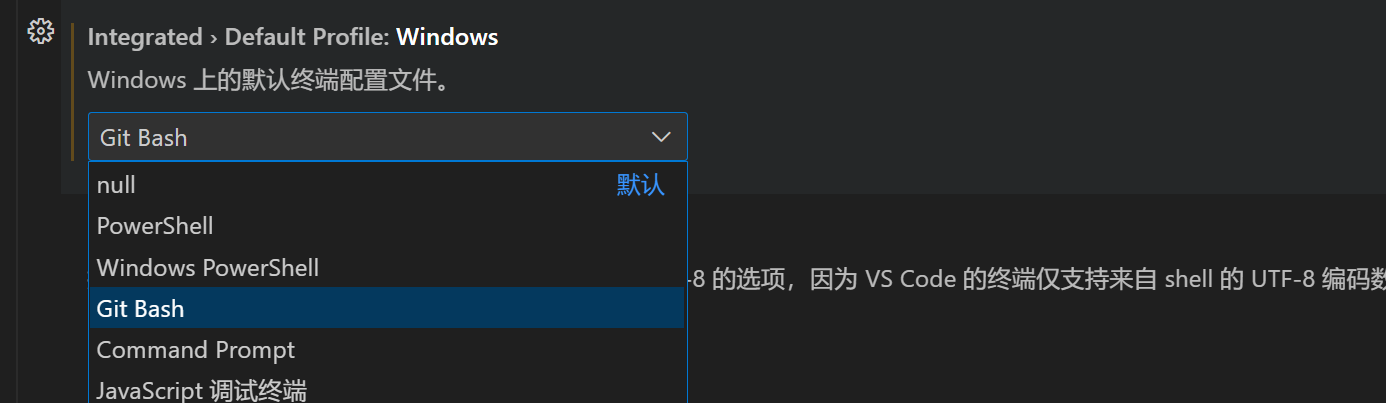 Integrated › Default Profile: Windows
Windows 上的默认终端配置文件。
Git Bash
null 默认
PowerShell
Windows PowerShell
-8 的选项，因为 VS Code 的终端仅支持来自 shell 的 UTF-8 编码数
Git Bash
Command Prompt
JavaScript 调试终端